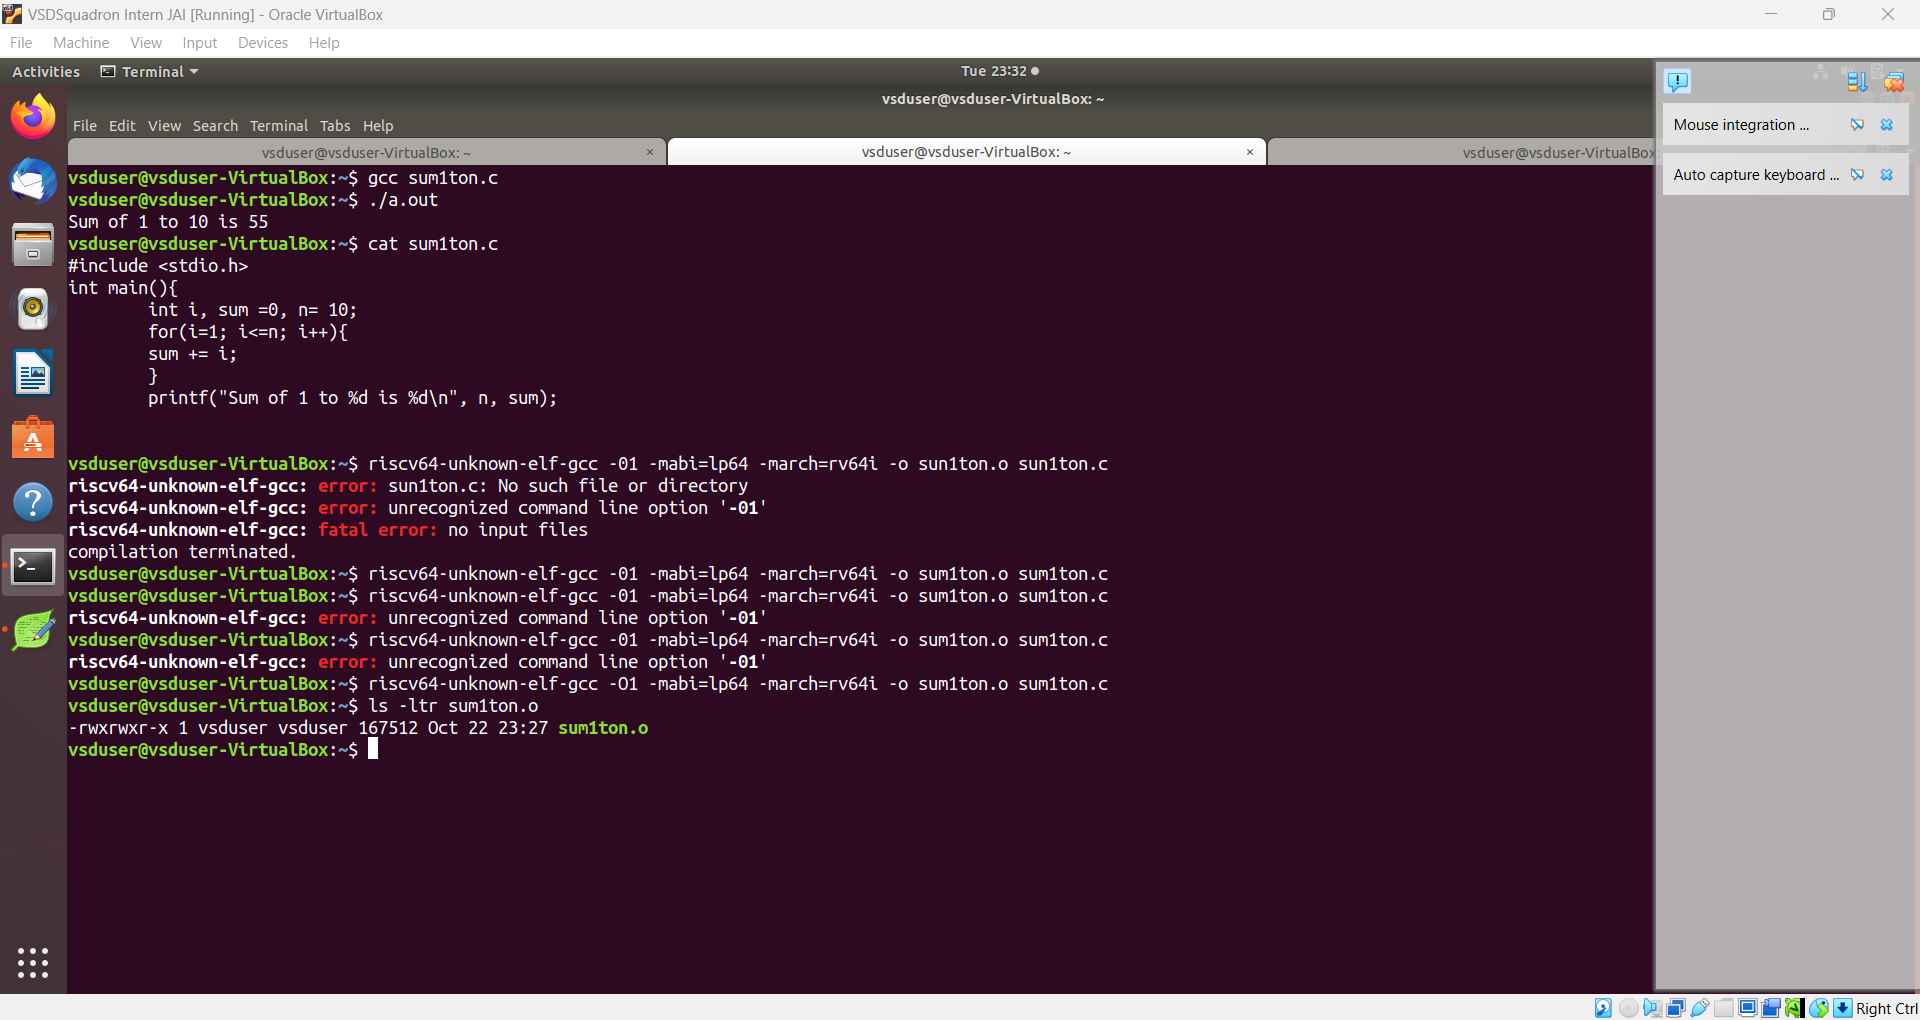 VSDSquadron Intern JAI [Running] - Oracle VirtualBox
File Machine View Input Devices Help
Activities Terminal Tue 23:32
vsduser@vsduser-VirtualBox: ~
File Edit View Search Terminal Tabs Help
vsduser@vsduser-VirtualBox: ~ × vsduser@vsduser-VirtualBox: ~ × vsduser@vsduser-VirtualBox
Mouse integration ...
Auto capture keyboard ...
vsduser@vsduser-VirtualBox:~$ gcc sum1ton.c
vsduser@vsduser-VirtualBox:~$ ./a.out
Sum of 1 to 10 is 55
vsduser@vsduser-VirtualBox:~$ cat sum1ton.c
#include <stdio.h>
int main(){
        int i, sum =0, n= 10;
        for(i=1; i<=n; i++){
        sum += i;
        }
        printf("Sum of 1 to %d is %d\n", n, sum);
vsduser@vsduser-VirtualBox:~$ riscv64-unknown-elf-gcc -01 -mabi=lp64 -march=rv64i -o sun1ton.o sun1ton.c
riscv64-unknown-elf-gcc: error: sun1ton.c: No such file or directory
riscv64-unknown-elf-gcc: error: unrecognized command line option '-01'
riscv64-unknown-elf-gcc: fatal error: no input files
compilation terminated.
vsduser@vsduser-VirtualBox:~$ riscv64-unknown-elf-gcc -01 -mabi=lp64 -march=rv64i -o sum1ton.o sum1ton.c
vsduser@vsduser-VirtualBox:~$ riscv64-unknown-elf-gcc -01 -mabi=lp64 -march=rv64i -o sum1ton.o sum1ton.c
riscv64-unknown-elf-gcc: error: unrecognized command line option '-01'
vsduser@vsduser-VirtualBox:~$ riscv64-unknown-elf-gcc -01 -mabi=lp64 -march=rv64i -o sum1ton.o sum1ton.c
riscv64-unknown-elf-gcc: error: unrecognized command line option '-01'
vsduser@vsduser-VirtualBox:~$ riscv64-unknown-elf-gcc -O1 -mabi=lp64 -march=rv64i -o sum1ton.o sum1ton.c
vsduser@vsduser-VirtualBox:~$ ls -ltr sum1ton.o
-rwxrwxr-x 1 vsduser vsduser 167512 Oct 22 23:27 sum1ton.o
vsduser@vsduser-VirtualBox:~$
Right Ctrl